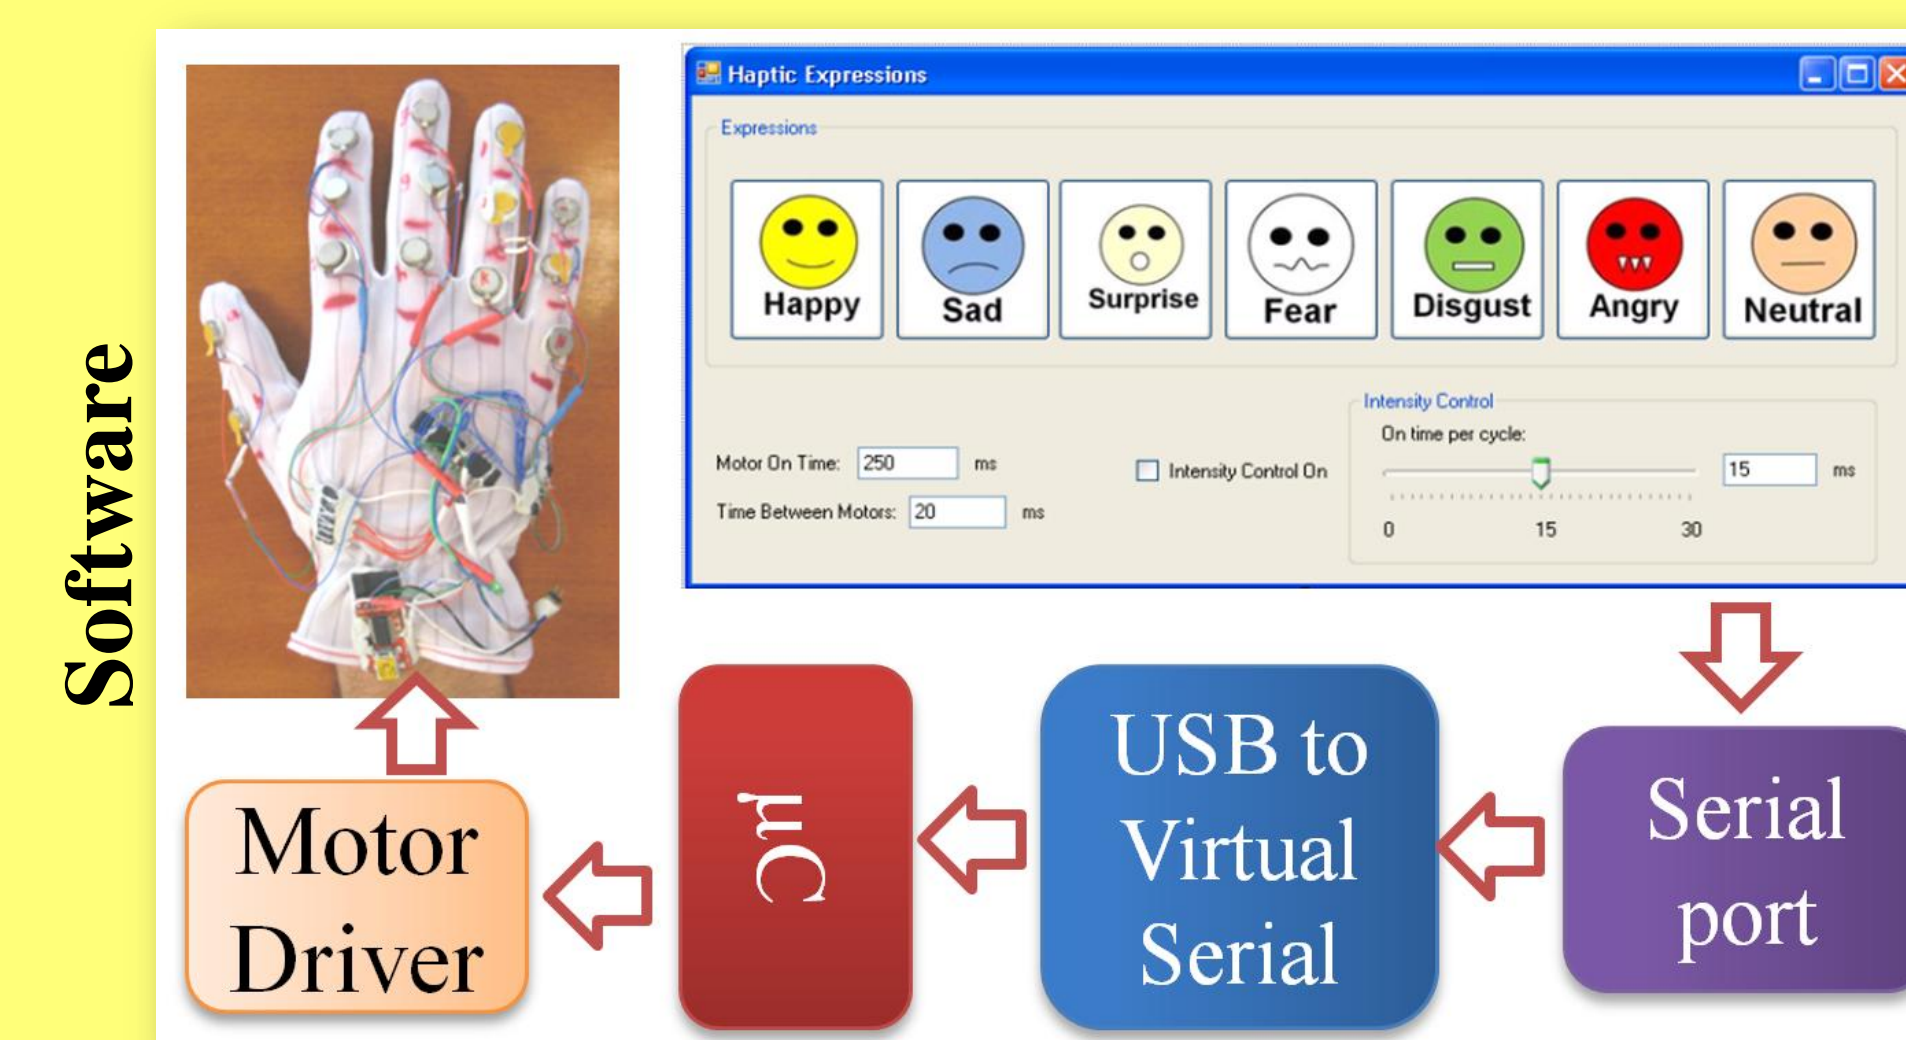 Software
Haptic Expressions
Expressions
Happy
Sad
Surprise
Fear
Disgust
Angry
Neutral
Intensity Control
On time per cycle:
Motor On Time: 250 ms
Intensity Control On
15 ms
Time Between Motors: 20 ms
0 15 30
Motor
Driver
μC
USB to
Virtual
Serial
Serial
port